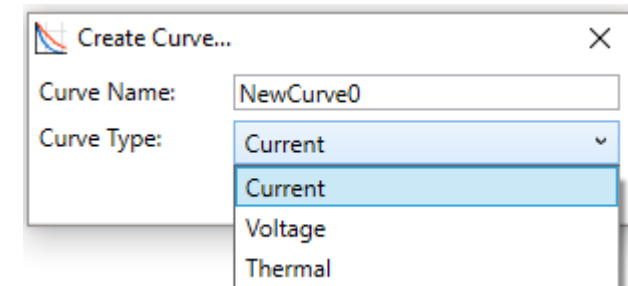 Create Curve...
Curve Name: NewCurve0
Curve Type: Current
Current
Voltage
Thermal